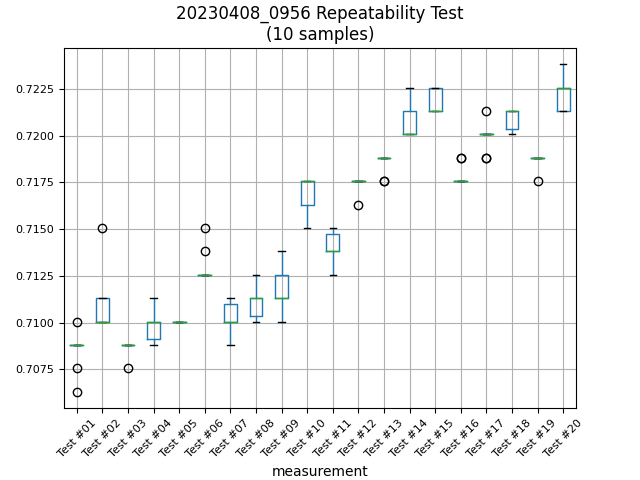 20230408_0956 Repeatability Test
(10 samples)
0.7225
0.7200
0.7175
0.7150
0.7125
0.7100
0.7075
Test #01
Test #02
Test #03
Test #04
Test #05
Test #06
Test #07
Test #08
Test #09
Test #10
Test #11
Test #12
Test #13
Test #14
Test #15
Test #16
Test #17
Test #18
Test #19
Test #20
measurement